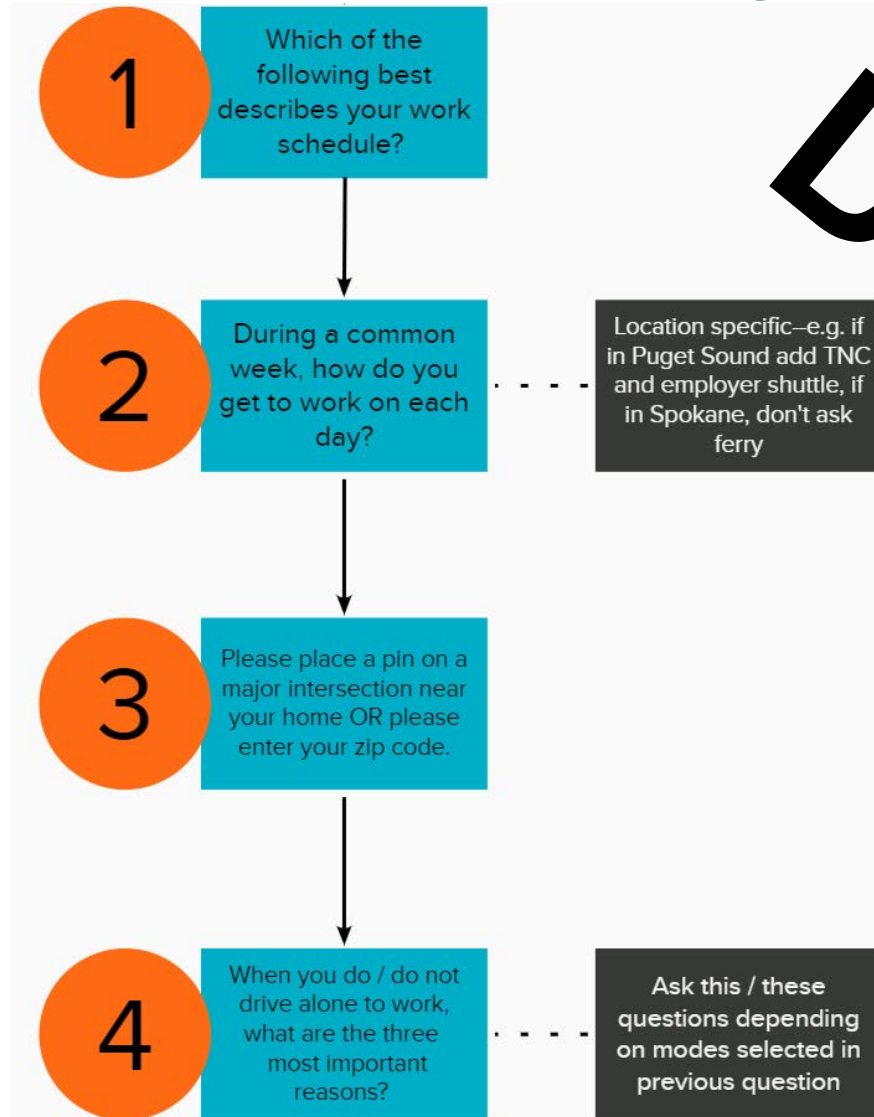 1
Which of the
following best
describes your work
schedule?
2
During a common
week, how do you
get to work on each
day?
Location specific–e.g. if
in Puget Sound add TNC
and employer shuttle, if
in Spokane, don't ask
ferry
3
Please place a pin on a
major intersection near
your home OR please
enter your zip code.
4
When you do / do not
drive alone to work,
what are the three
most important
reasons?
Ask this / these
questions depending
on modes selected in
previous question